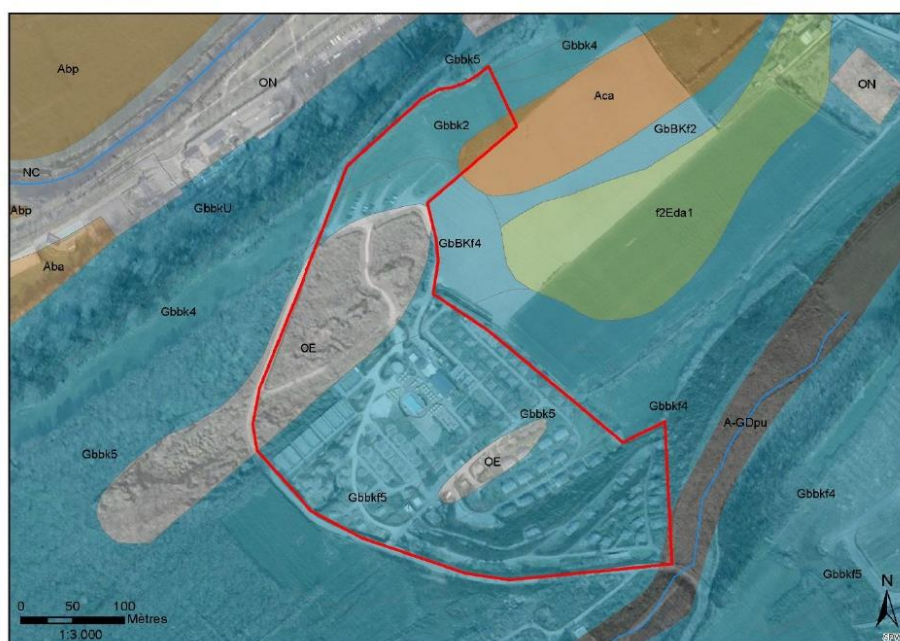 Abp
ON
Gbbk5
Gbbk4
Aca
ON
Gbbk2
GbBKf2
NC
Abp
GbbkU
f2Eda1
GbBKf4
Aba
Gbbk4
OE
Gbbkf4
Gbbk5
A-GDpu
Gbbk5
OE
Gbbkf4
Gbbkf5
Gbbkf5
N
0 50 100
Mètres
1:3.000